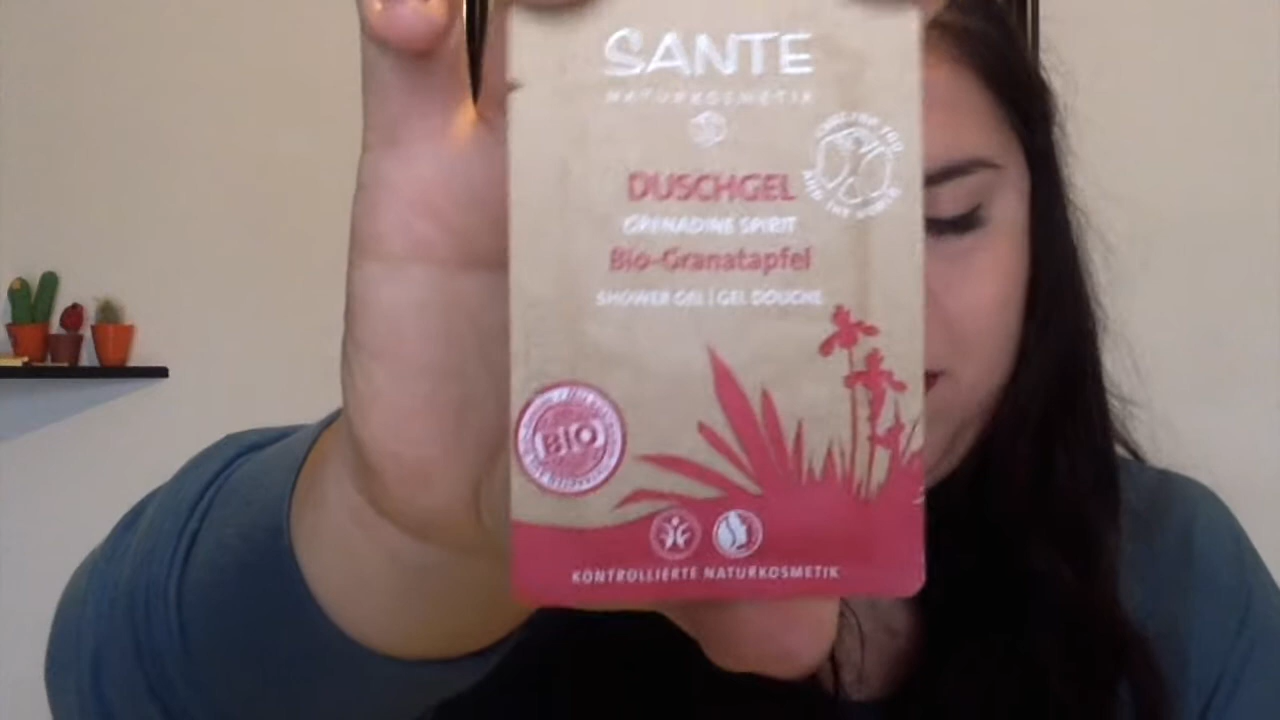 SANTE
NATURKOSMETIK
DUSCHGEL
GRENADINE SPIRIT
Bio-Granatapfel
SHOWER GEL | GEL DOUCHE
BIO
KONTROLLIERTE NATURKOSMETIK